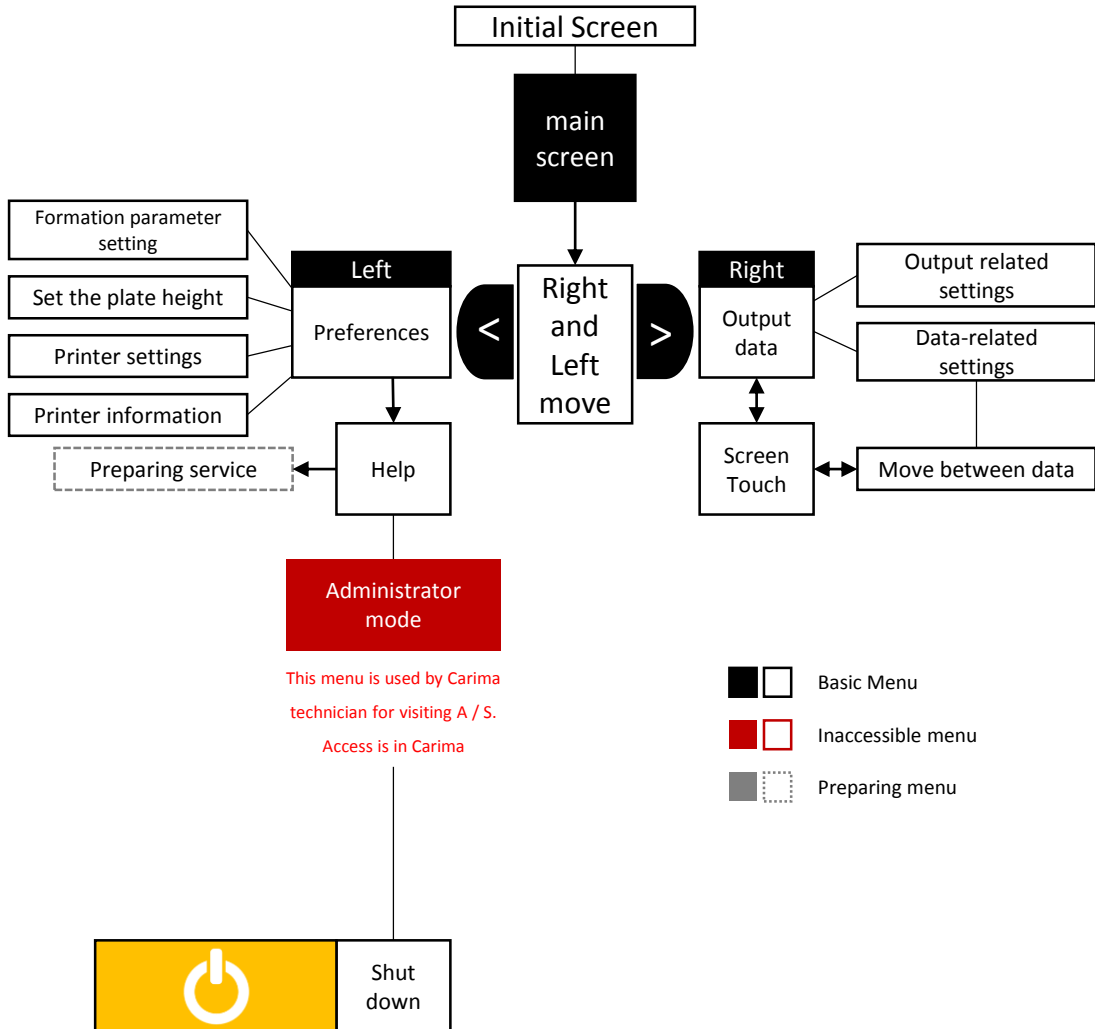 Initial Screen
main
screen
Formation parameter
setting
Set the plate height
Printer settings
Printer information
Left
Preferences
<
Right
and
Left
move
>
Right
Output
data
Output related
settings
Data-related
settings
Preparing service
Help
Screen
Touch
Move between data
Administrator
mode
This menu is used by Carima
technician for visiting A / S.
Access is in Carima
Basic Menu
Inaccessible menu
Preparing menu
Shut
down